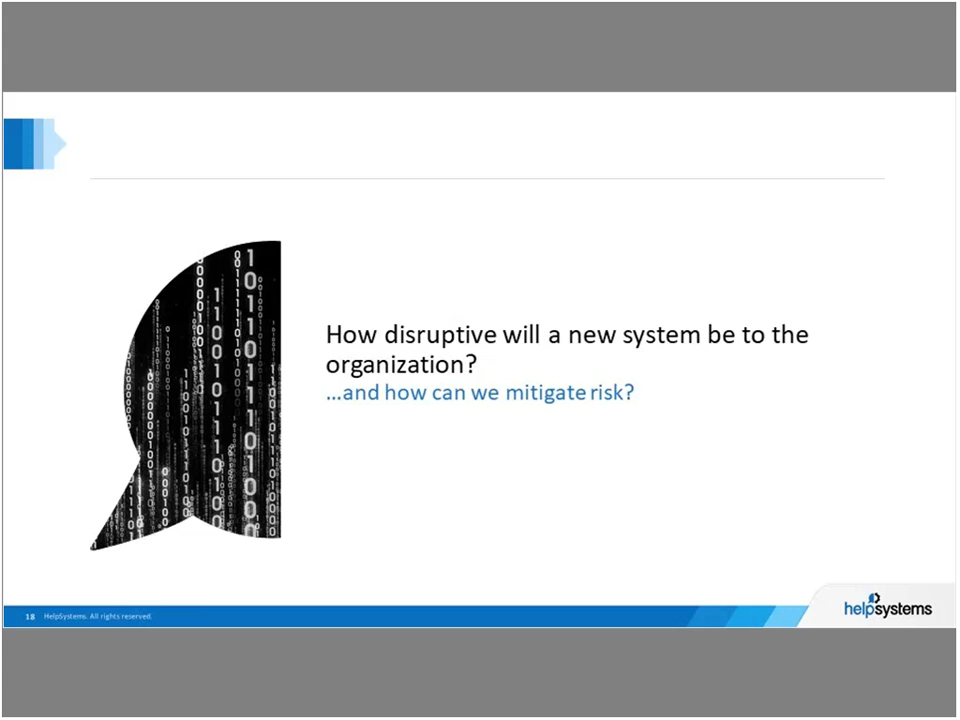 How disruptive will a new system be to the
organization?
...and how can we mitigate risk?
18 HelpSystems. All rights reserved.
helpsystems